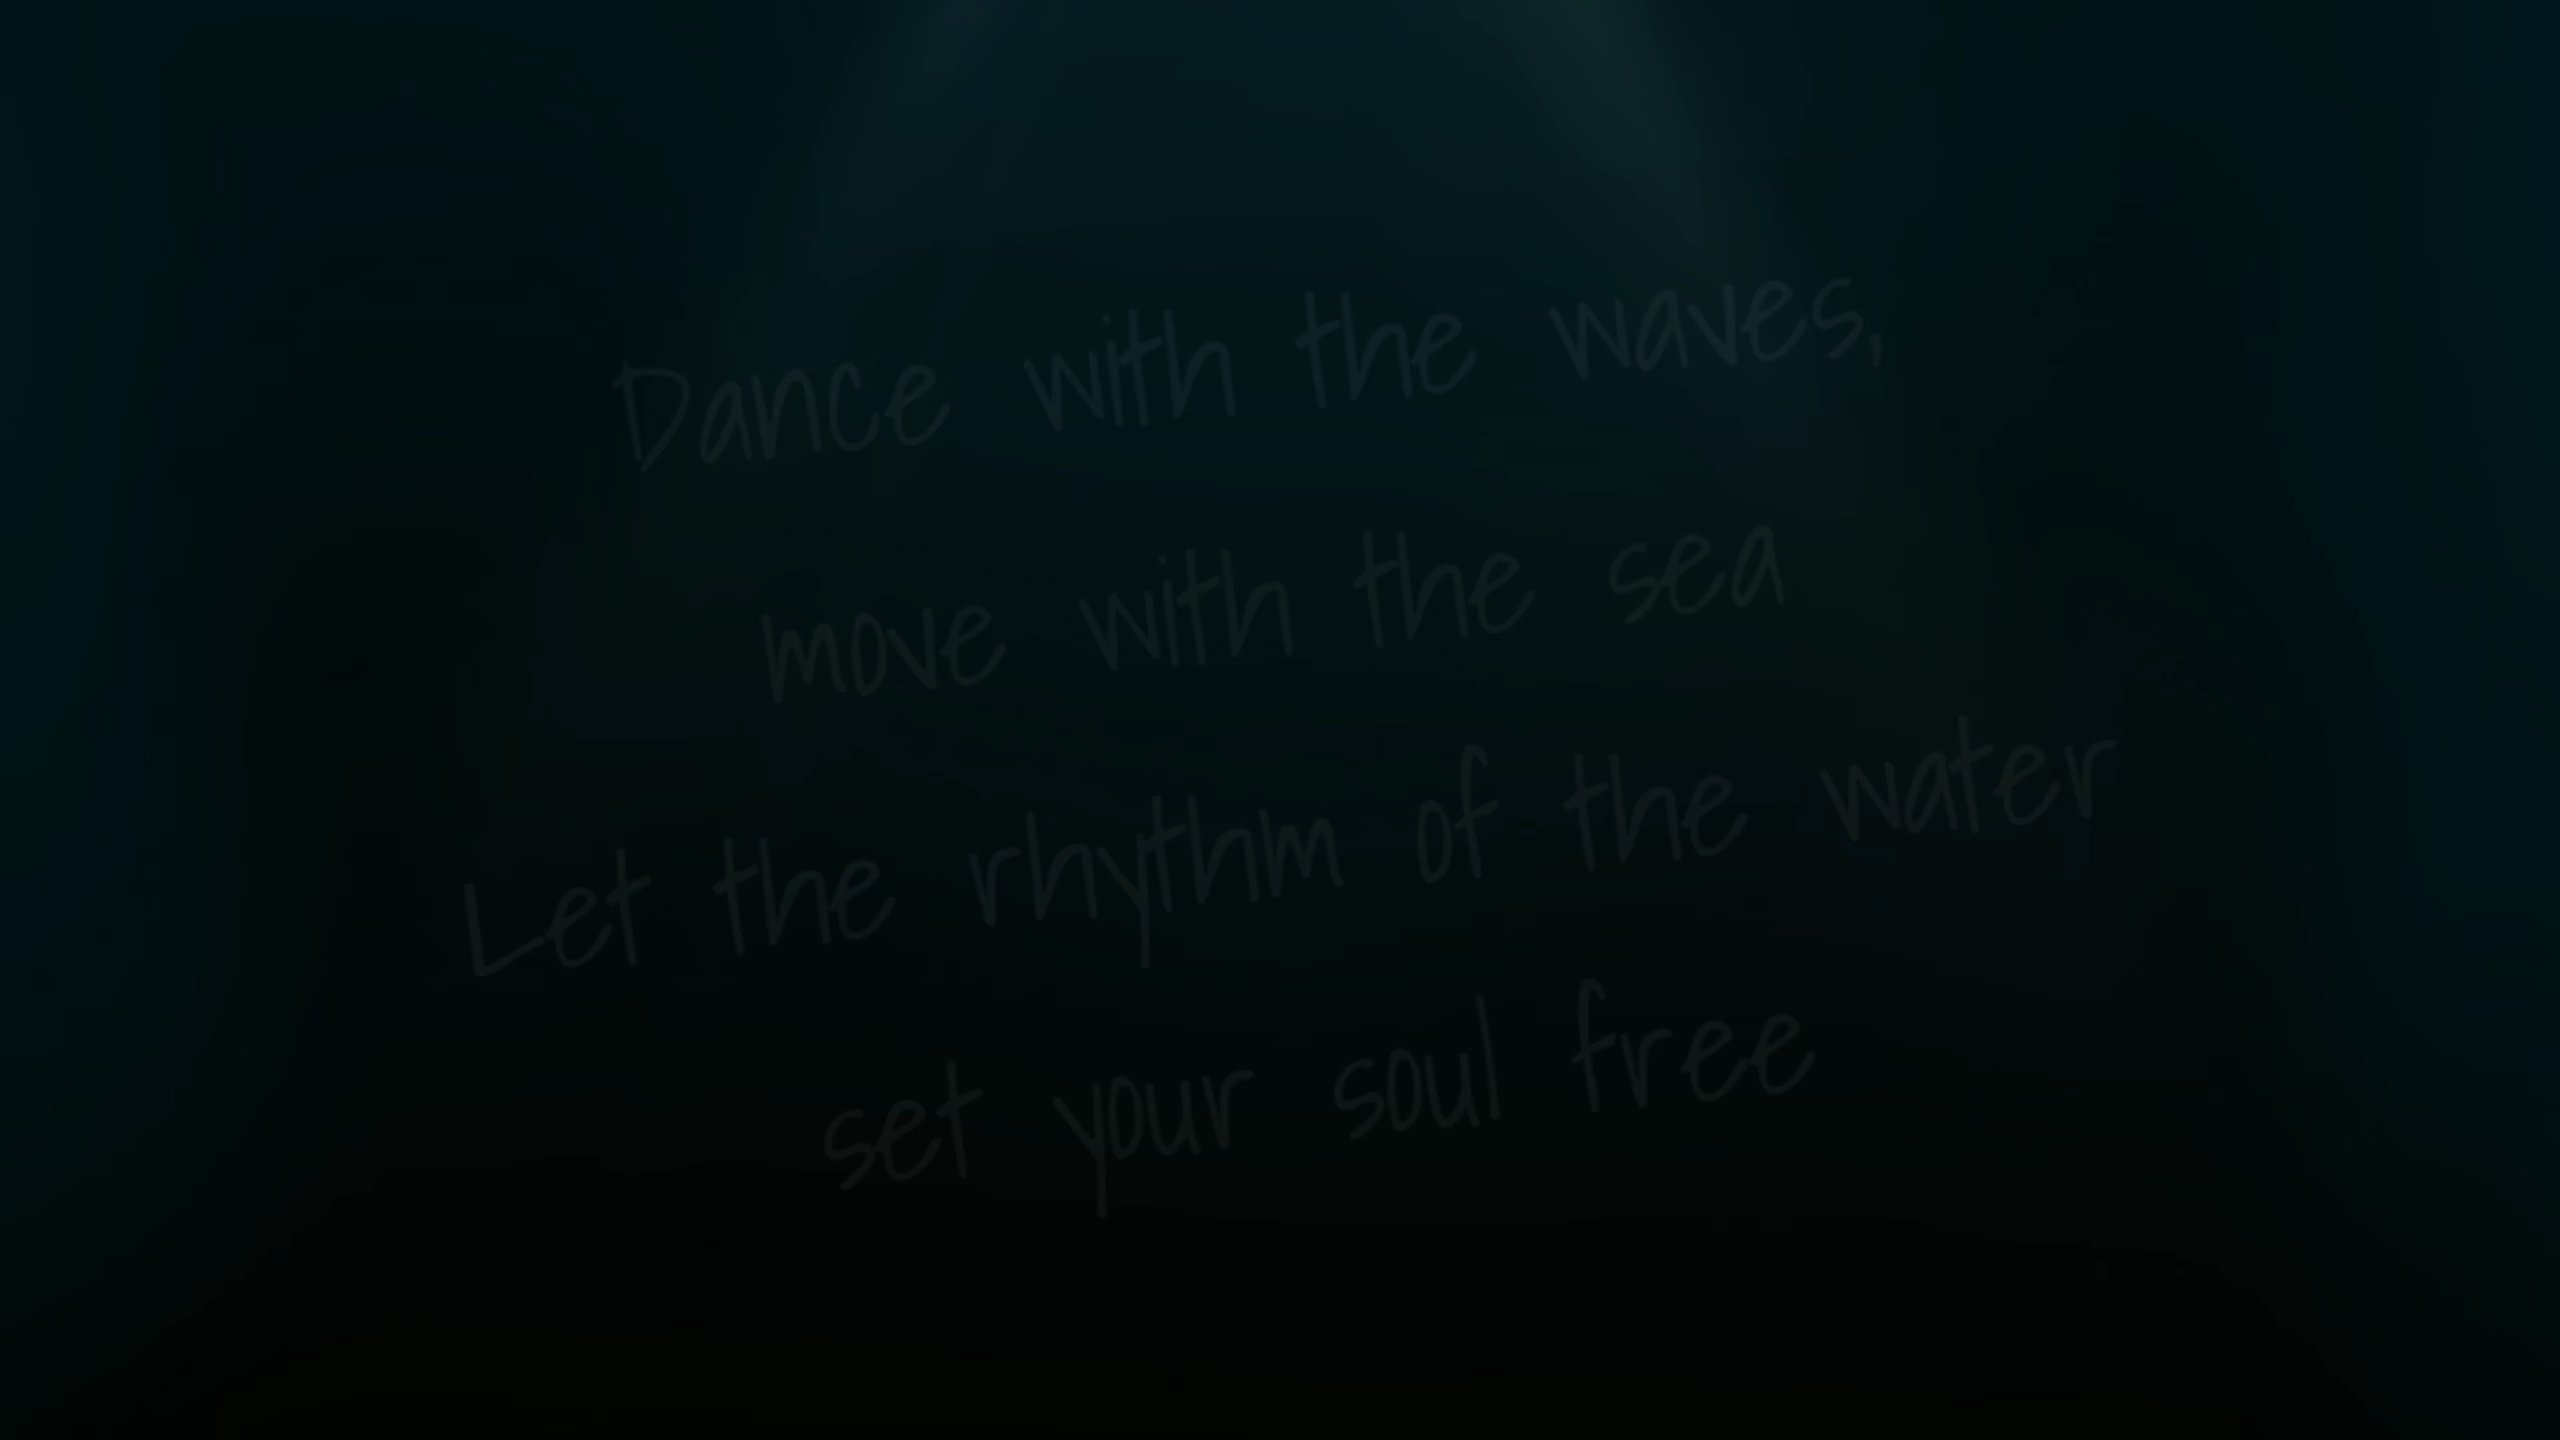 Dance with the waves,
move with the sea
Let the rhythm of the water
set your soul free